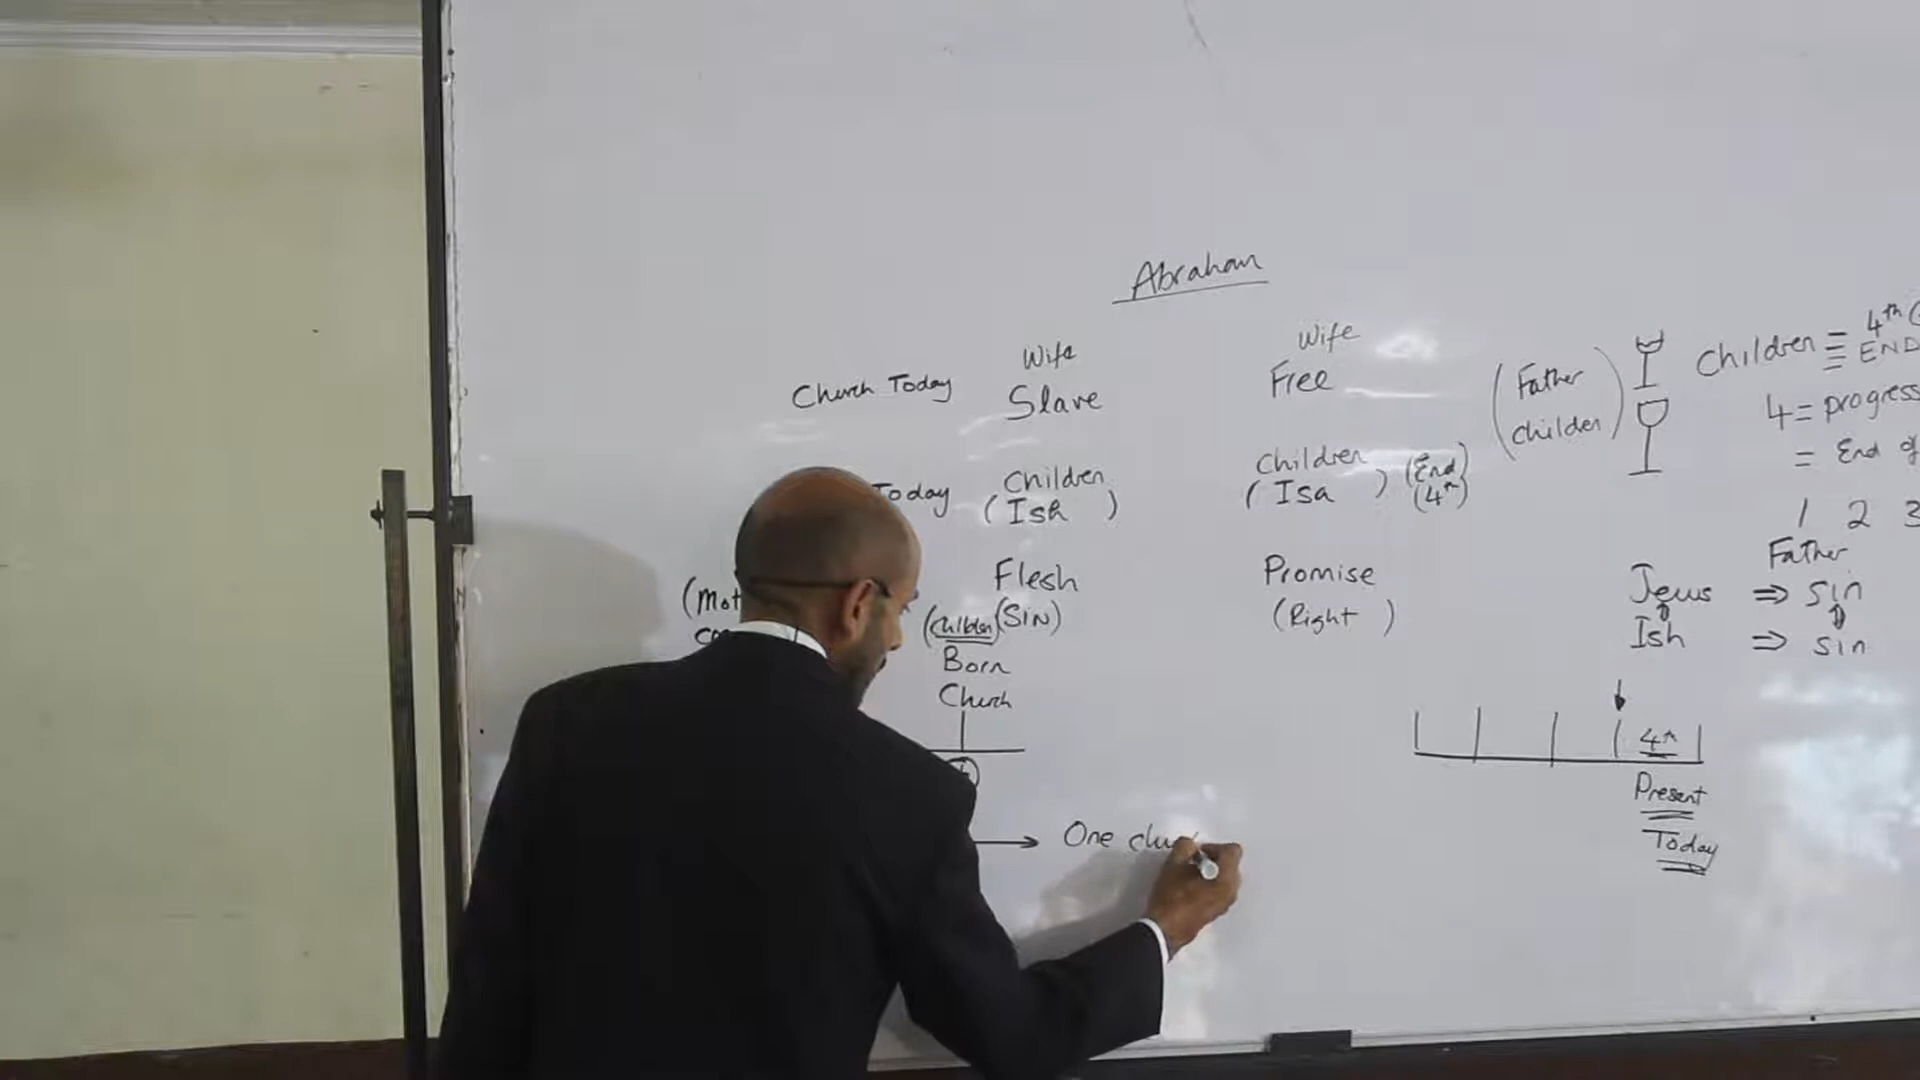 Abraham
Wife
Wife
Church Today
Slave
Free
(Father
children)
Children ≡ 4th
≡ END
4 = progress
= End of
Today
Children
(Ish )
Children
( Isa )
(End
(4th)
1 2 3
Father
Flesh
(Sin)
Promise
(Right )
(children)
Born
Church
Jews ⇒ sin
Ish ⇒ sin
4th
Present
Today
One